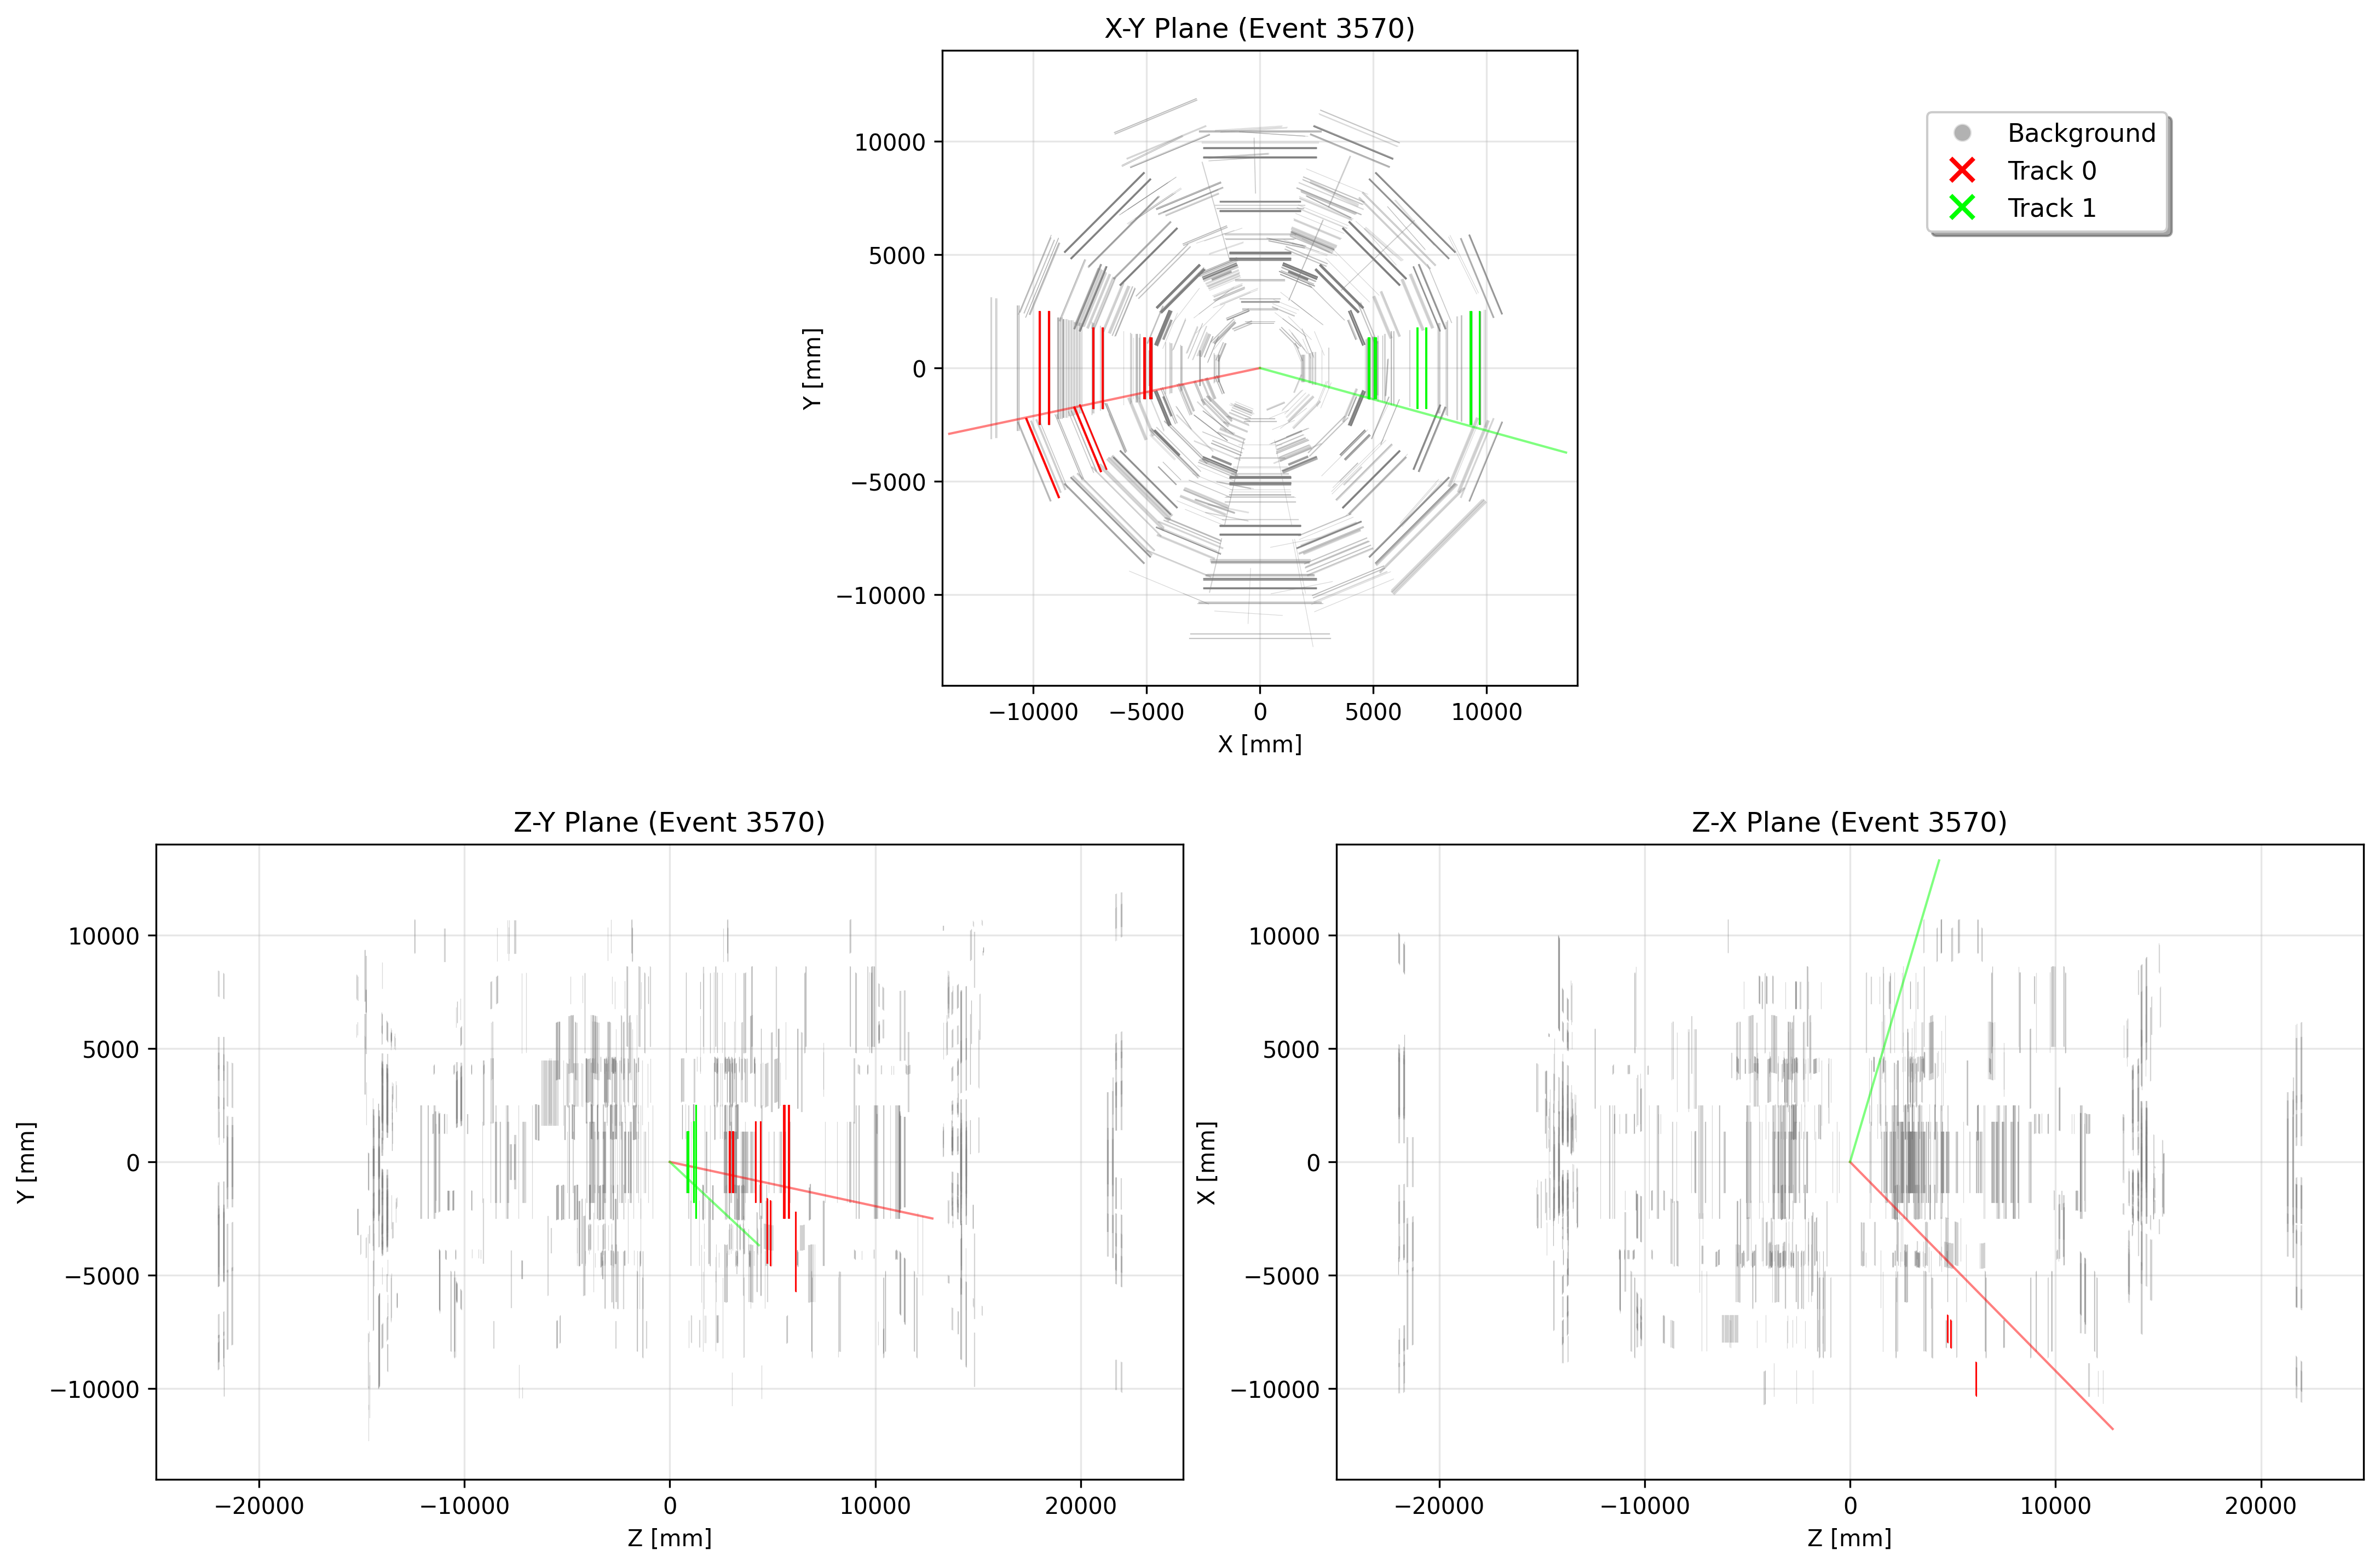 X-Y Plane (Event 3570)
Y [mm]
10000
5000
0
−5000
−10000
−10000 −5000 0 5000 10000
X [mm]
Background
Track 0
Track 1
Z-Y Plane (Event 3570)
Y [mm]
10000
5000
0
−5000
−10000
−20000 −10000 0 10000 20000
Z [mm]
Z-X Plane (Event 3570)
X [mm]
10000
5000
0
−5000
−10000
−20000 −10000 0 10000 20000
Z [mm]